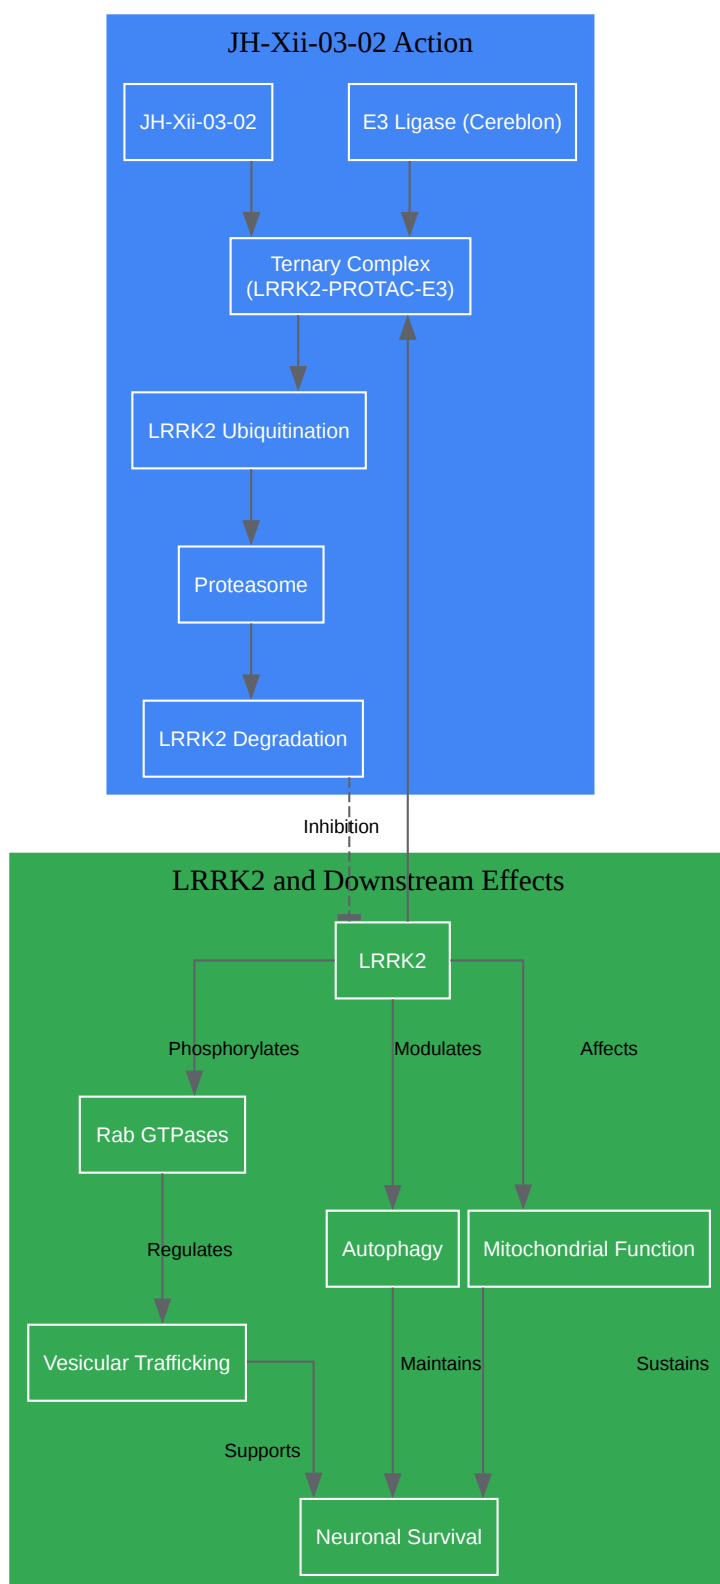 JH-Xii-03-02 Action
JH-Xii-03-02
E3 Ligase (Cereblon)
Ternary Complex
(LRRK2-PROTAC-E3)
LRRK2 Ubiquitination
Proteasome
LRRK2 Degradation
Inhibition
LRRK2 and Downstream Effects
LRRK2
Phosphorylates
Modulates
Affects
Rab GTPases
Regulates
Autophagy
Mitochondrial Function
Vesicular Trafficking
Maintains
Sustains
Supports
Neuronal Survival